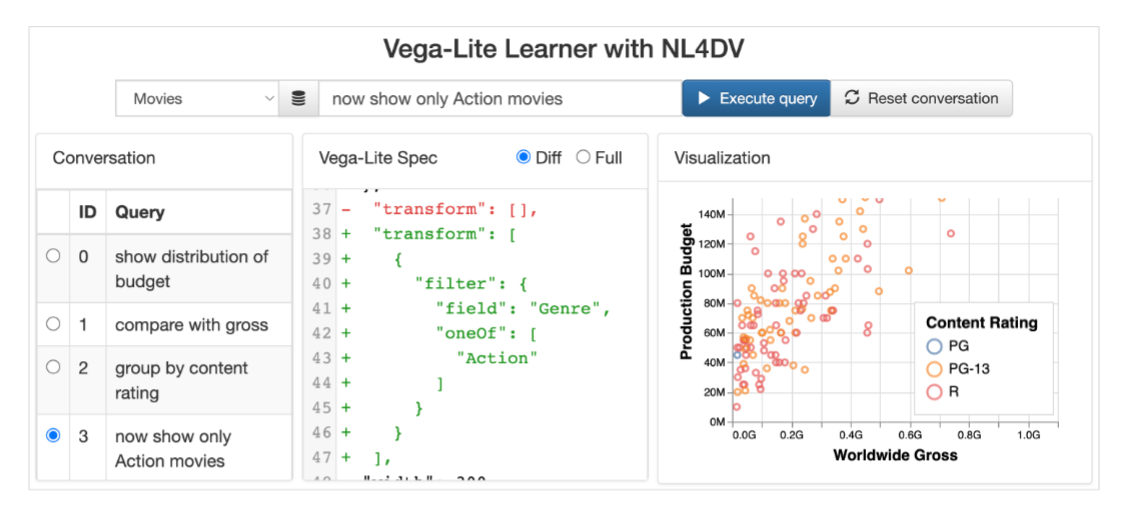 Vega-Lite Learner with NL4DV
Movies
now show only Action movies
Execute query
Reset conversation
Conversation
ID Query
0 show distribution of
budget
1 compare with gross
2 group by content
rating
3 now show only
Action movies
Vega-Lite Spec
Diff
Full
37 - "transform": [],
38 + "transform": [
39 + {
40 + "filter": {
41 + "field": "Genre",
42 + "oneOf": [
43 + "Action"
44 + ]
45 + }
46 + }
47 + ],
Visualization
Production Budget
140M
120M
100M
80M
60M
40M
20M
0M
0.0G 0.2G 0.4G 0.6G 0.8G 1.0G
Worldwide Gross
Content Rating
PG
PG-13
R